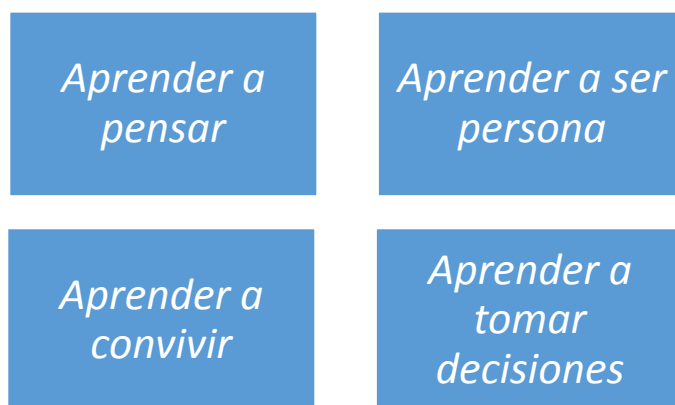 Aprender a
pensar
Aprender a ser
persona
Aprender a
convivir
Aprender a
tomar
decisiones